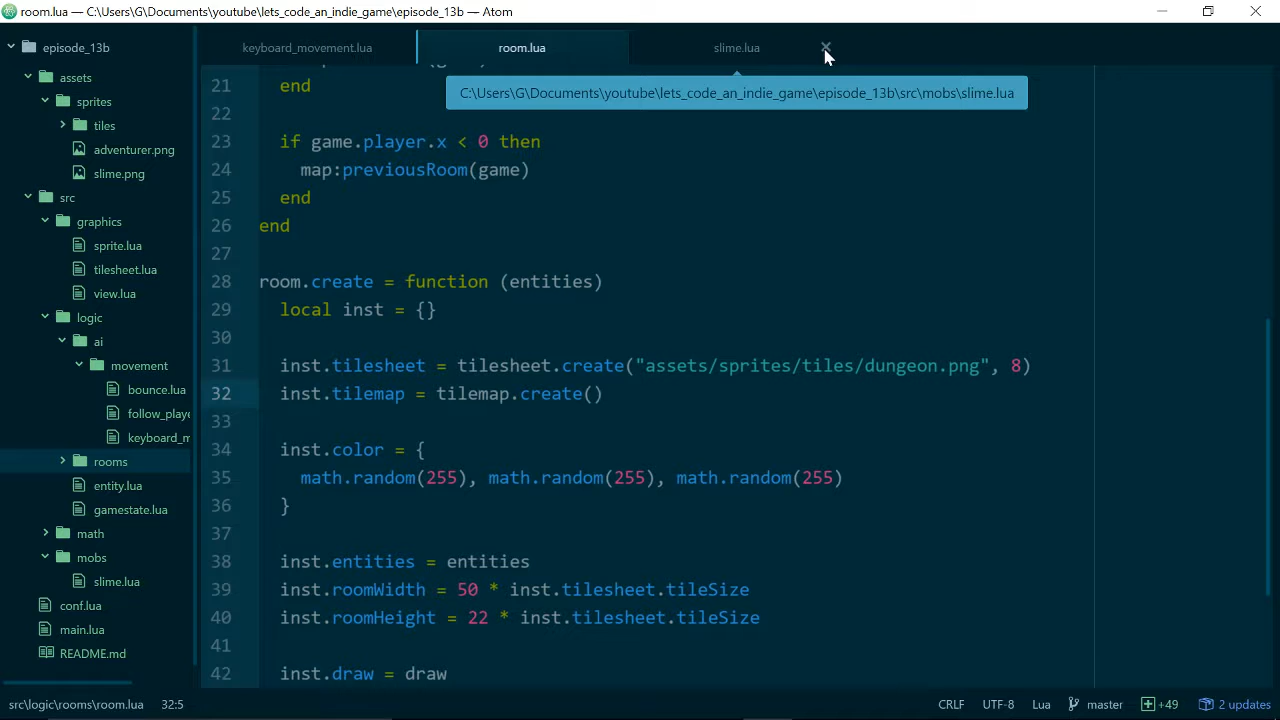 room.lua — C:\Users\G\Documents\youtube\lets_code_an_indie_game\episode_13b — Atom
episode_13b
assets
sprites
tiles
adventurer.png
slime.png
src
graphics
sprite.lua
tilesheet.lua
view.lua
logic
ai
movement
bounce.lua
follow_playe
keyboard_m
rooms
entity.lua
gamestate.lua
math
mobs
slime.lua
conf.lua
main.lua
README.md
keyboard_movement.lua
room.lua
slime.lua
C:\Users\G\Documents\youtube\lets_code_an_indie_game\episode_13b\src\mobs\slime.lua
21 end
22
23 if game.player.x < 0 then
24 map:previousRoom(game)
25 end
26 end
27
28 room.create = function (entities)
29 local inst = {}
30
31 inst.tilesheet = tilesheet.create("assets/sprites/tiles/dungeon.png", 8)
32 inst.tilemap = tilemap.create()
33
34 inst.color = {
35 math.random(255), math.random(255), math.random(255)
36 }
37
38 inst.entities = entities
39 inst.roomWidth = 50 * inst.tilesheet.tileSize
40 inst.roomHeight = 22 * inst.tilesheet.tileSize
41
42 inst.draw = draw
src\logic\rooms\room.lua 32:5 CRLF UTF-8 Lua master +49 2 updates